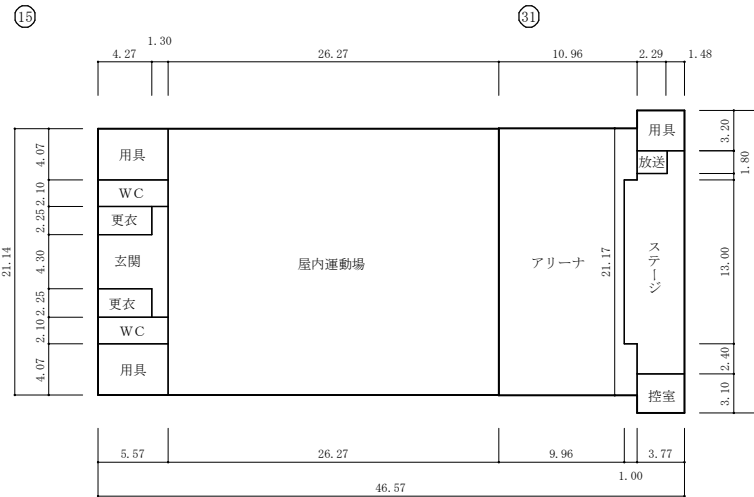 ⑮
㉛
1.30
4.27
26.27
10.96
2.29
1.48
用具
用具
3.20
4.07
放送
1.80
WC
2.10
更衣
2.25
21.14
4.30
玄関
屋内運動場
アリーナ
21.17
ステージ
13.00
更衣
2.25
WC
2.10
用具
4.07
2.40
控室
3.10
5.57
26.27
9.96
3.77
1.00
46.57